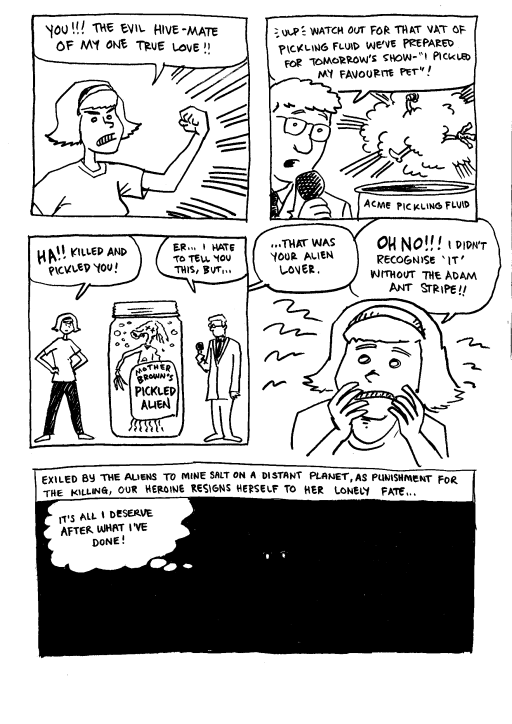 YOU!!! THE EVIL HIVE-MATE
OF MY ONE TRUE LOVE!!
ULP WATCH OUT FOR THAT VAT OF
PICKLING FLUID WE'VE PREPARED
FOR TOMORROW'S SHOW-"I PICKLED
MY FAVOURITE PET"!
ACME PICKLING FLUID
HA!! KILLED AND
PICKLED YOU!
ER... I HATE
TO TELL YOU
THIS, BUT...
MOTHER
BROWN'S
PICKLED
ALIEN
...THAT WAS
YOUR ALIEN
LOVER.
OH NO!!! I DIDN'T
RECOGNISE 'IT'
WITHOUT THE ADAM
ANT STRIPE!!
EXILED BY THE ALIENS TO MINE SALT ON A DISTANT PLANET, AS PUNISHMENT FOR
THE KILLING, OUR HEROINE RESIGNS HERSELF TO HER LONELY FATE...
IT'S ALL I DESERVE
AFTER WHAT I'VE
DONE!